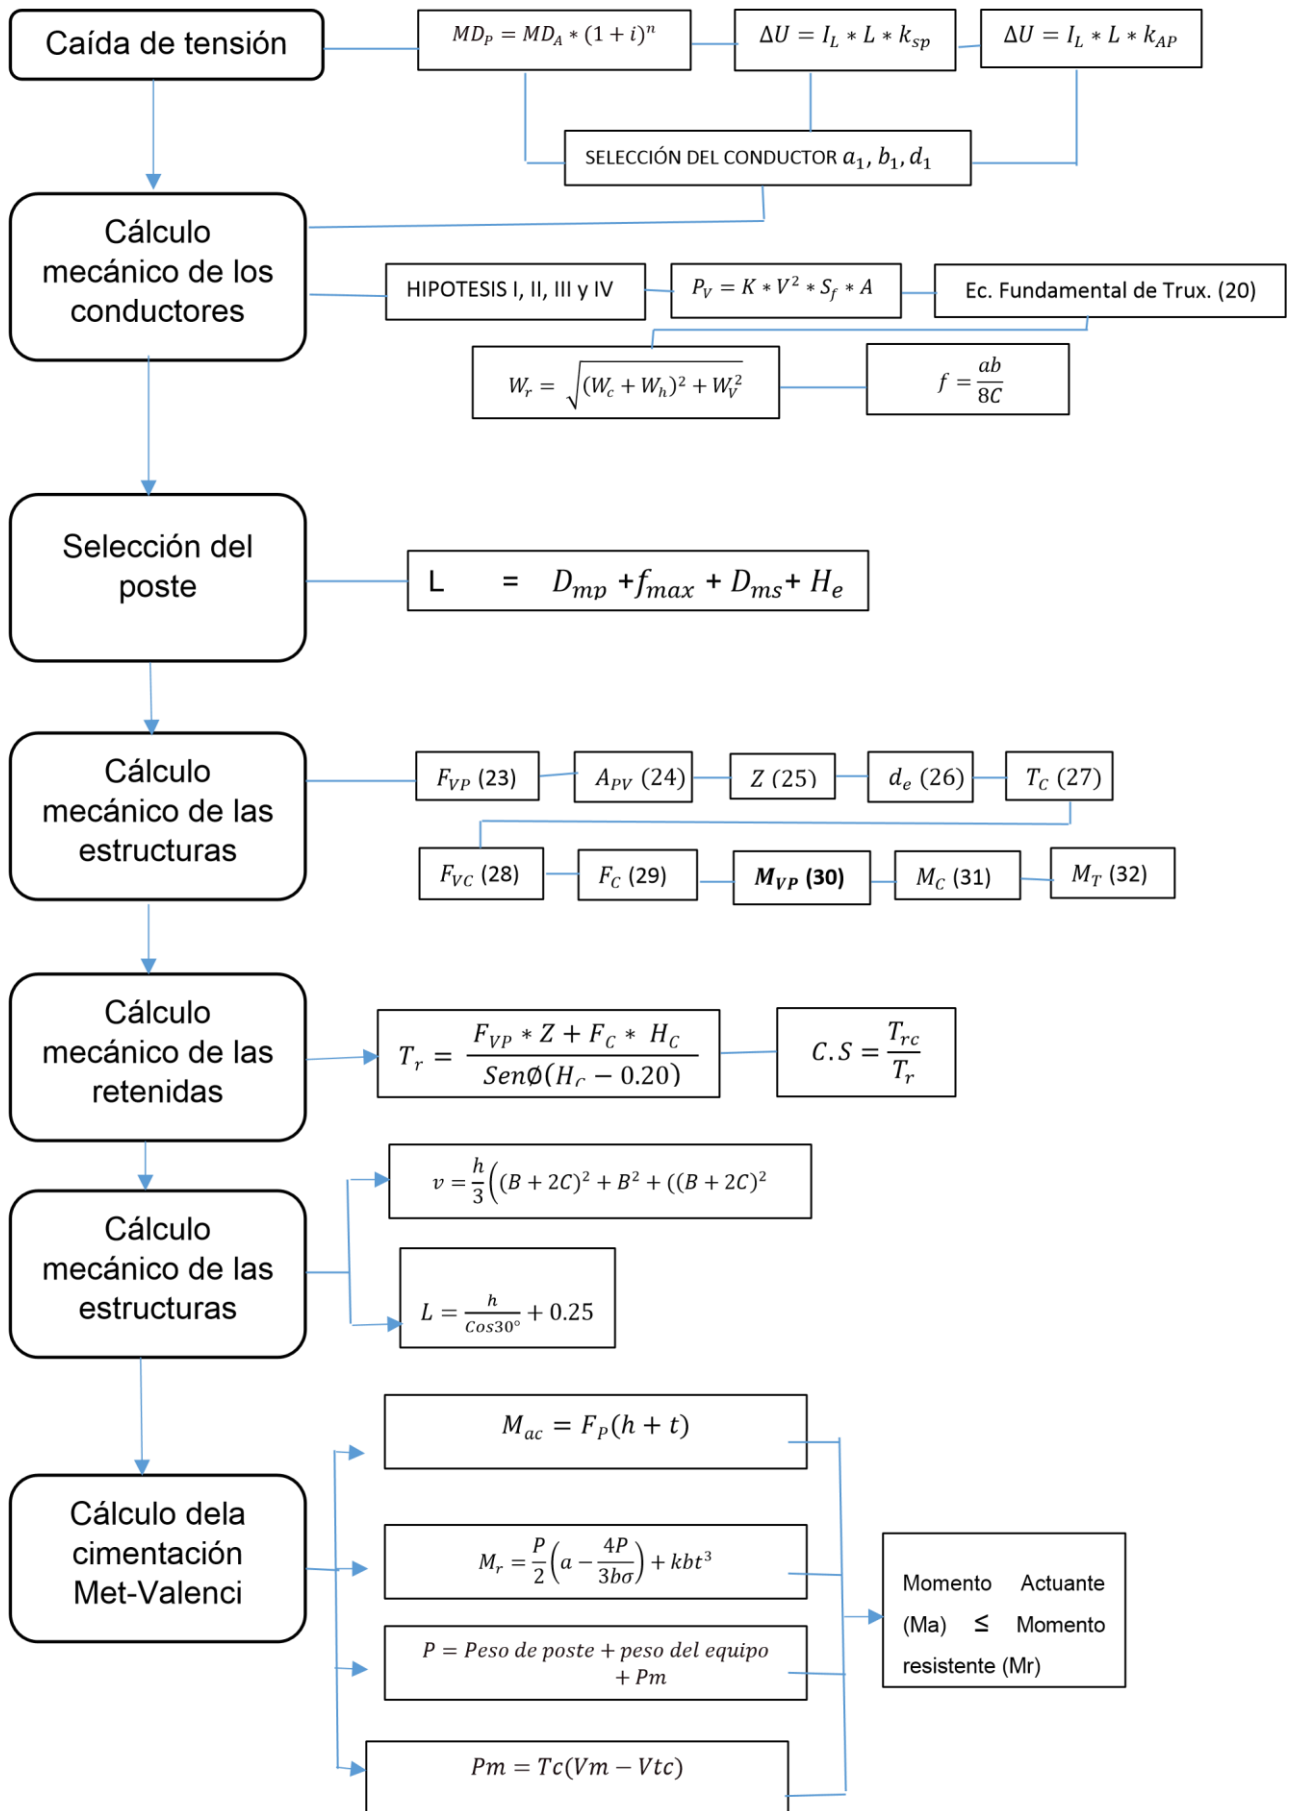 Caída de tensión
MD_P = MD_A * (1 + i)^n
ΔU = I_L * L * k_sp
ΔU = I_L * L * k_AP
SELECCIÓN DEL CONDUCTOR a_1, b_1, d_1
Cálculo
mecánico de los
conductores
HIPOTESIS I, II, III y IV
P_V = K * V^2 * S_f * A
Ec. Fundamental de Trux. (20)
W_r = √((W_c + W_h)^2 + W_V^2)
f = ab/8C
Selección del
poste
L = D_mp +f_max + D_ms+ H_e
Cálculo
mecánico de las
estructuras
F_VP (23)
A_PV (24)
Z (25)
d_e (26)
T_C (27)
F_VC (28)
F_C (29)
M_VP (30)
M_C (31)
M_T (32)
Cálculo
mecánico de las
retenidas
T_r = (F_VP * Z + F_C * H_C)/(SenØ(H_C − 0.20))
C.S = T_rc/T_r
Cálculo
mecánico de las
estructuras
v = h/3((B + 2C)^2 + B^2 + ((B + 2C)^2
L = h/Cos30° + 0.25
Cálculo dela
cimentación
Met-Valenci
M_ac = F_P(h + t)
M_r = P/2(a − 4P/3bσ) + kbt^3
P = Peso de poste + peso del equipo
+ Pm
Pm = Tc(Vm − Vtc)
Momento Actuante
(Ma) ≤ Momento
resistente (Mr)